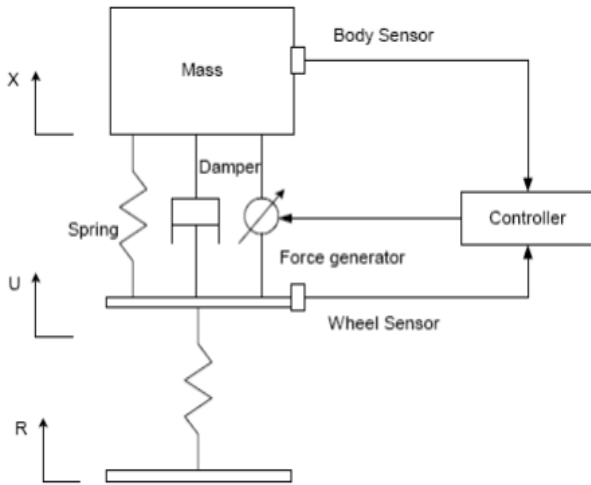 Body Sensor
Mass
X
Damper
Controller
Spring
Force generator
U
Wheel Sensor
R